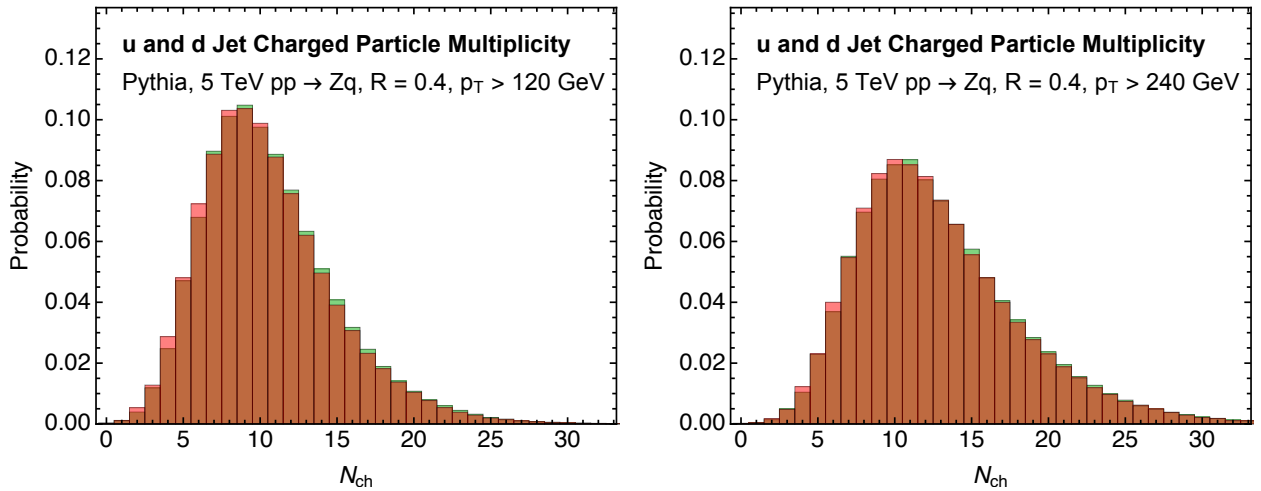 u and d Jet Charged Particle Multiplicity
Pythia, 5 TeV pp → Zq, R = 0.4, pT > 120 GeV
Probability
0.12
0.10
0.08
0.06
0.04
0.02
0.00
0 5 10 15 20 25 30
Nch
u and d Jet Charged Particle Multiplicity
Pythia, 5 TeV pp → Zq, R = 0.4, pT > 240 GeV
Probability
0.12
0.10
0.08
0.06
0.04
0.02
0.00
0 5 10 15 20 25 30
Nch